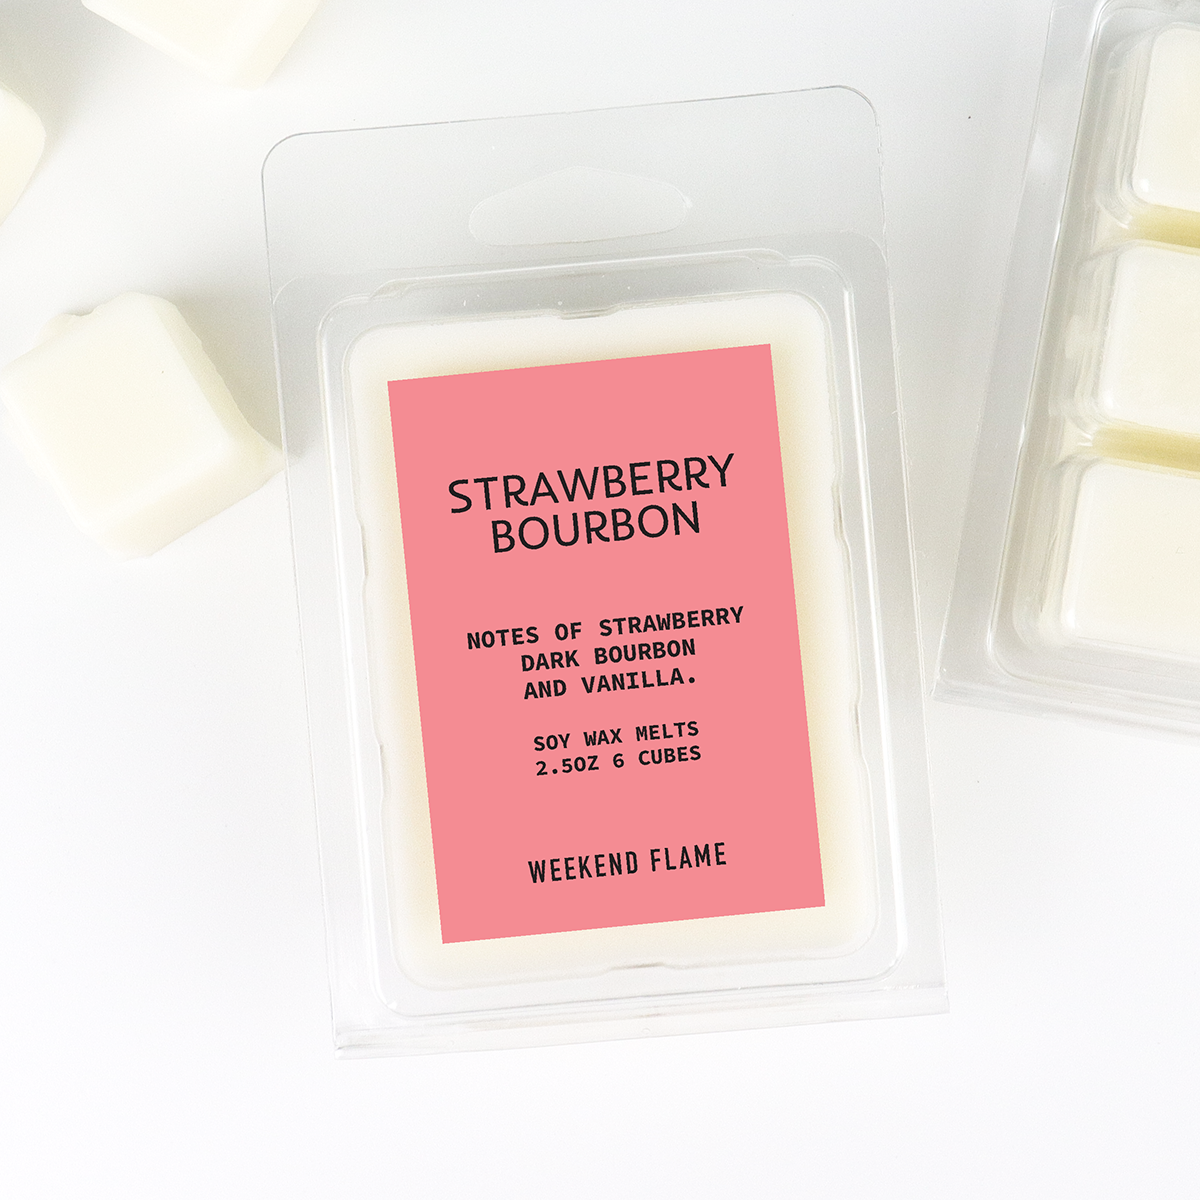 STRAWBERRY
BOURBON
NOTES OF STRAWBERRY
DARK BOURBON
AND VANILLA.
SOY WAX MELTS
2.5OZ 6 CUBES
WEEKEND FLAME